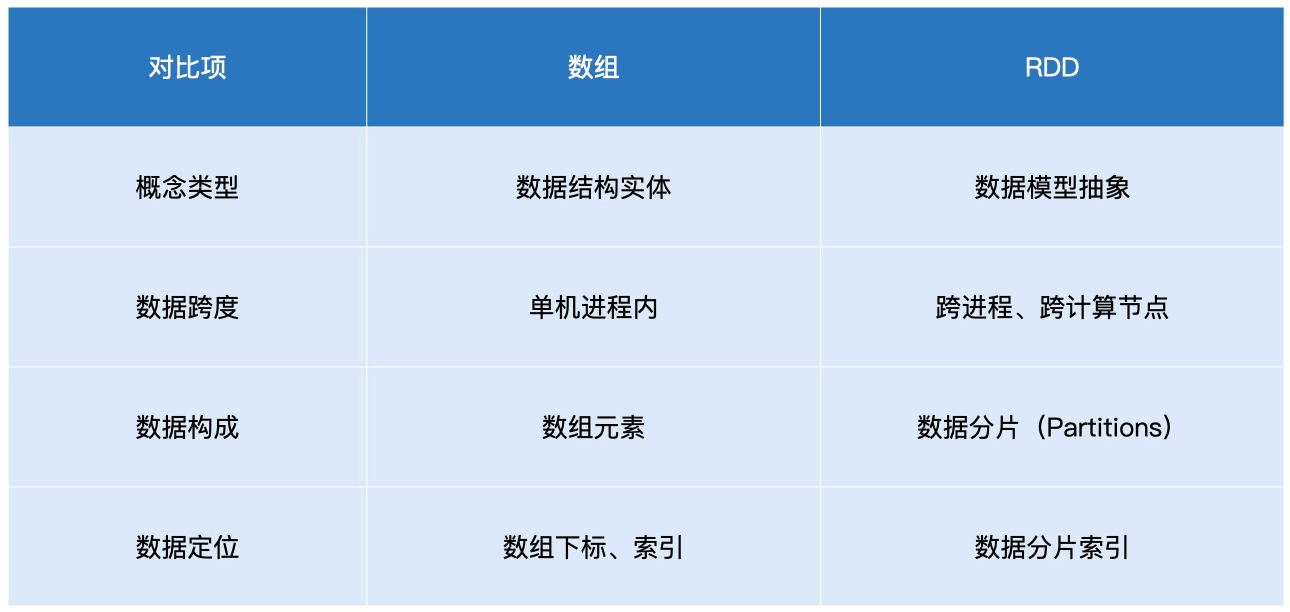 对比项 数组 RDD
概念类型 数据结构实体 数据模型抽象
数据跨度 单机进程内 跨进程、跨计算节点
数据构成 数组元素 数据分片（Partitions）
数据定位 数组下标、索引 数据分片索引